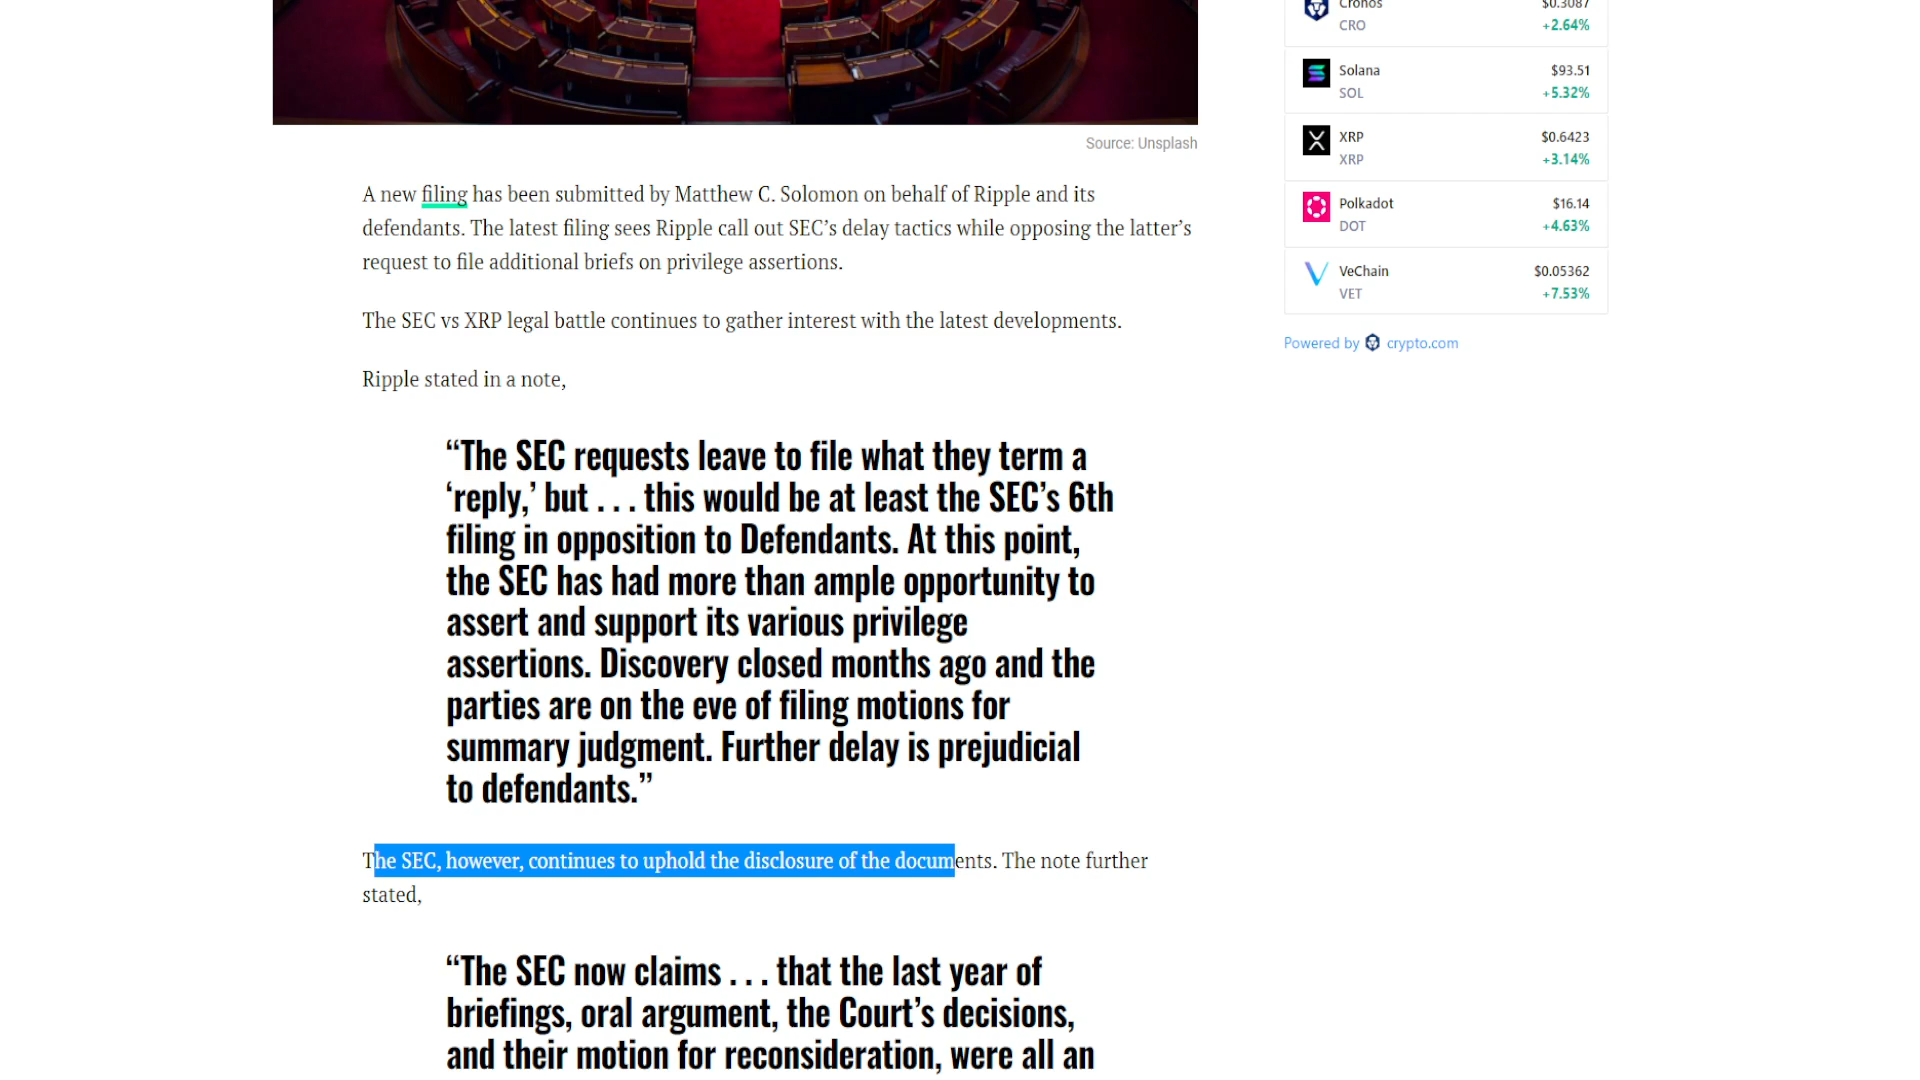 Cronos $0.3087
CRO +2.64%
Solana $93.51
SOL +5.32%
XRP $0.6423
XRP +3.14%
Polkadot $16.14
DOT +4.63%
VeChain $0.05362
VET +7.53%
Powered by crypto.com
Source: Unsplash
A new filing has been submitted by Matthew C. Solomon on behalf of Ripple and its
defendants. The latest filing sees Ripple call out SEC’s delay tactics while opposing the latter’s
request to file additional briefs on privilege assertions.
The SEC vs XRP legal battle continues to gather interest with the latest developments.
Ripple stated in a note,
“The SEC requests leave to file what they term a
‘reply,’ but . . . this would be at least the SEC’s 6th
filing in opposition to Defendants. At this point,
the SEC has had more than ample opportunity to
assert and support its various privilege
assertions. Discovery closed months ago and the
parties are on the eve of filing motions for
summary judgment. Further delay is prejudicial
to defendants.”
The SEC, however, continues to uphold the disclosure of the documents. The note further
stated,
“The SEC now claims . . . that the last year of
briefings, oral argument, the Court’s decisions,
and their motion for reconsideration, were all an